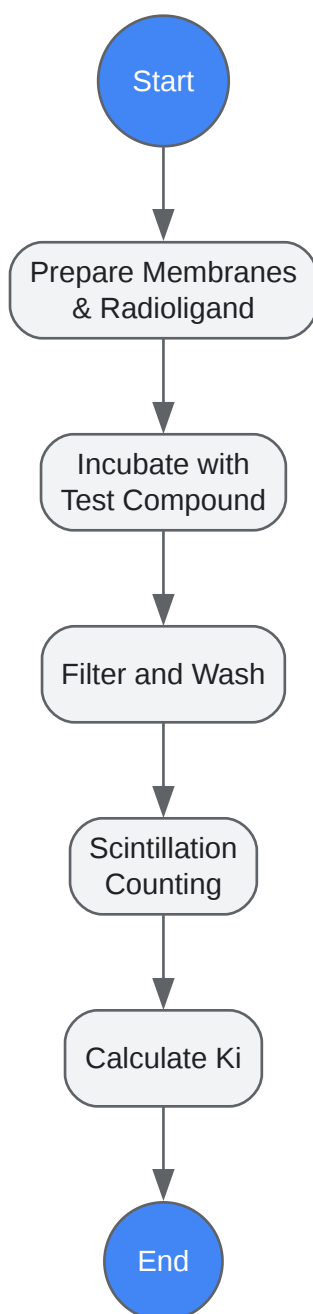 Start
Prepare Membranes
& Radioligand
Incubate with
Test Compound
Filter and Wash
Scintillation
Counting
Calculate Ki
End